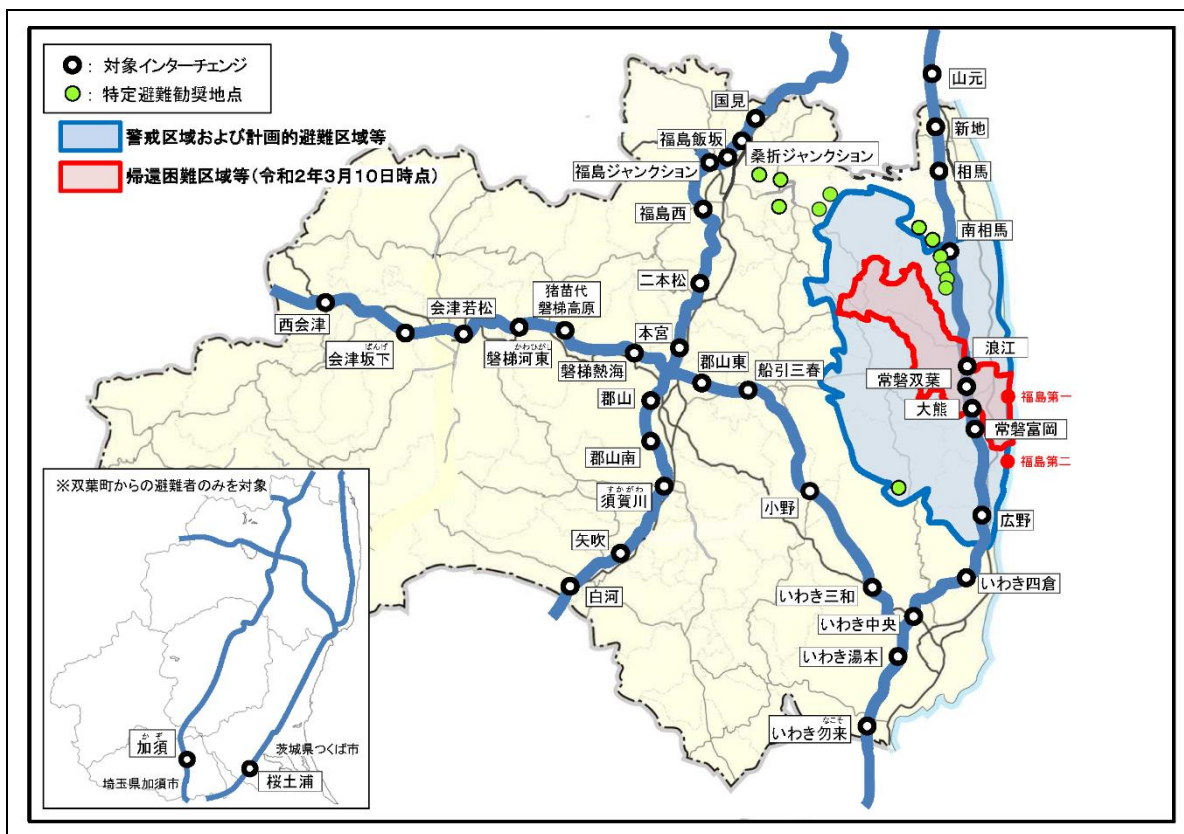 ：対象インターチェンジ
：特定避難勧奨地点
警戒区域および計画的避難区域等
帰還困難区域等(令和2年3月10日時点)
山元
国見
新地
福島飯坂
桑折ジャンクション
福島ジャンクション
相馬
福島西
南相馬
二本松
猪苗代
磐梯高原
会津若松
西会津
本宮
浪江
ばんげ
会津坂下
かわひがし
磐梯河東
磐梯熱海
郡山東
船引三春
常磐双葉
福島第一
郡山
大熊
常磐富岡
郡山南
福島第二
すかがわ
須賀川
小野
広野
矢吹
白河
いわき三和
いわき四倉
いわき中央
いわき湯本
なこそ
いわき勿来
※双葉町からの避難者のみを対象
かぞ
加須
埼玉県加須市
茨城県つくば市
桜土浦